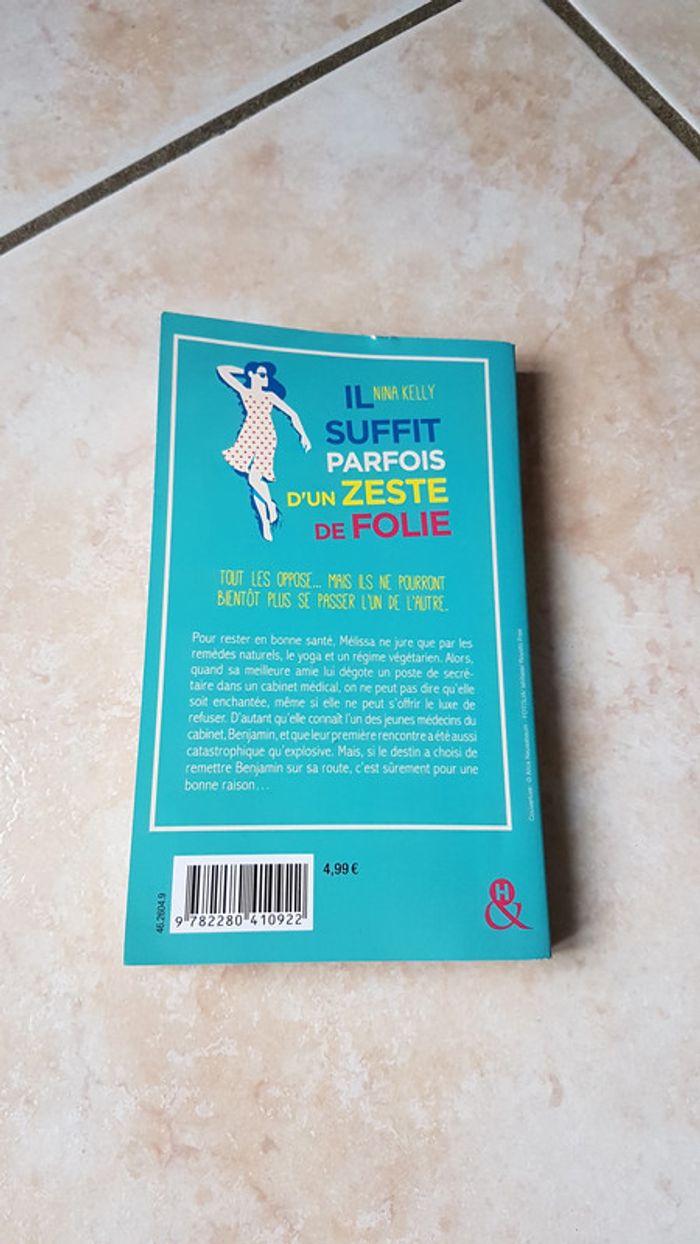 NINA KELLY
IL
SUFFIT
PARFOIS
D'UN ZESTE
DE FOLIE
TOUT LES OPPOSE... MAIS ILS NE POURRONT
BIENTÔT PLUS SE PASSER L'UN DE L'AUTRE.
Pour rester en bonne santé, Mélissa ne jure que par les
remèdes naturels, le yoga et un régime végétarien. Alors,
quand sa meilleure amie lui dégote un poste de secré-
taire dans un cabinet médical, on ne peut pas dire qu'elle
soit enchantée, même si elle ne peut s'offrir le luxe de
refuser. D'autant qu'elle connaît l'un des jeunes médecins du
cabinet, Benjamin, et que leur première rencontre a été aussi
catastrophique qu'explosive. Mais, si le destin a choisi de
remettre Benjamin sur sa route, c'est sûrement pour une
bonne raison...
4,99 €
46.2604.9
9 782280 410922
H
&